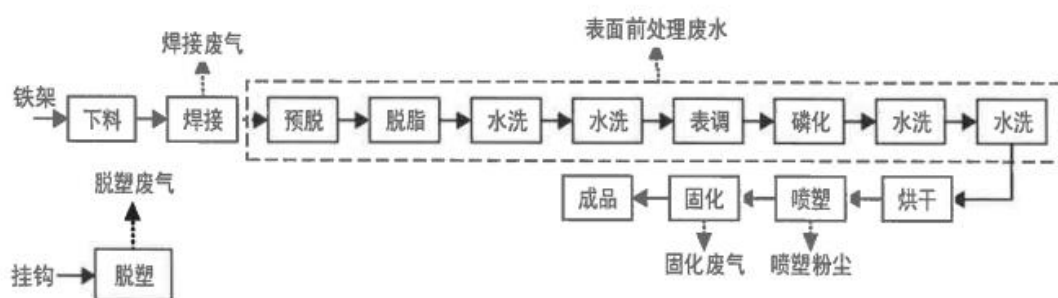 表面前处理废水
焊接废气
铁架
下料
焊接
预脱
脱脂
水洗
水洗
表调
磷化
水洗
水洗
脱塑废气
成品
固化
喷塑
烘干
挂钩
脱塑
固化废气
喷塑粉尘